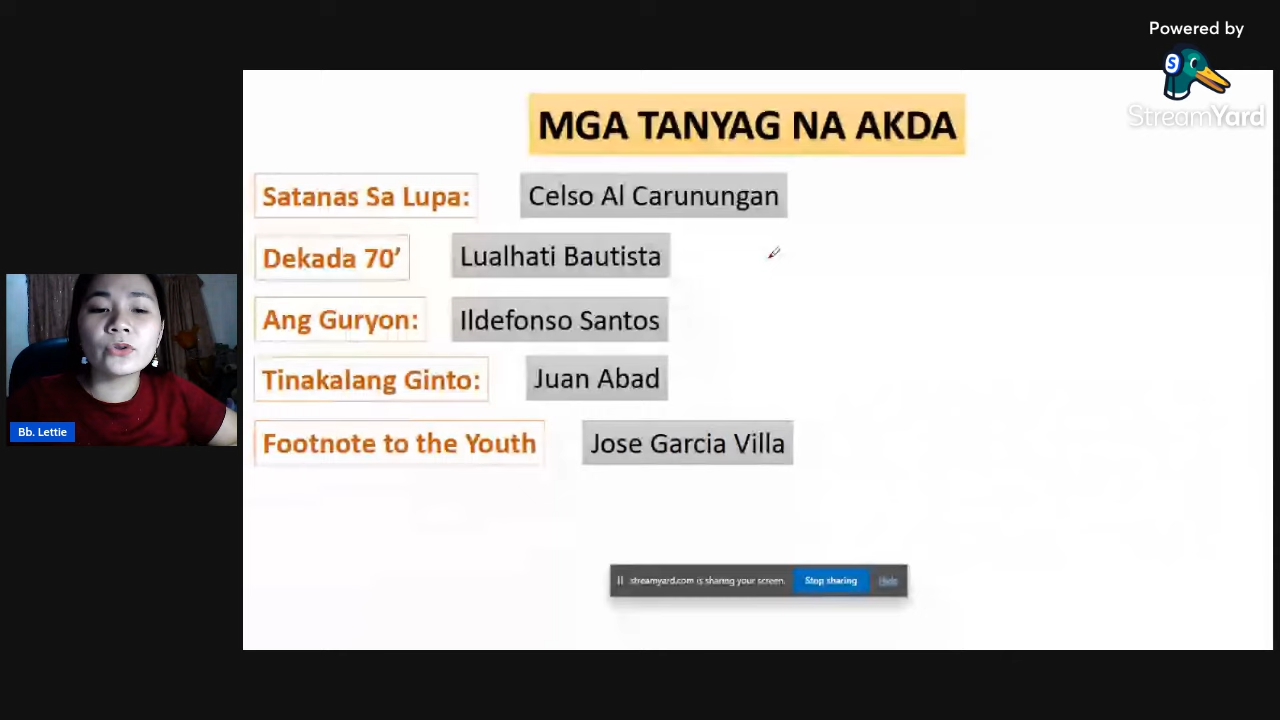 Powered by
StreamYard
MGA TANYAG NA AKDA
Satanas Sa Lupa: Celso Al Carunungan
Dekada 70’ Lualhati Bautista
Ang Guryon: Ildefonso Santos
Tinakalang Ginto: Juan Abad
Footnote to the Youth Jose Garcia Villa
Bb. Lettie
streamyard.com is sharing your screen. Stop sharing Hide